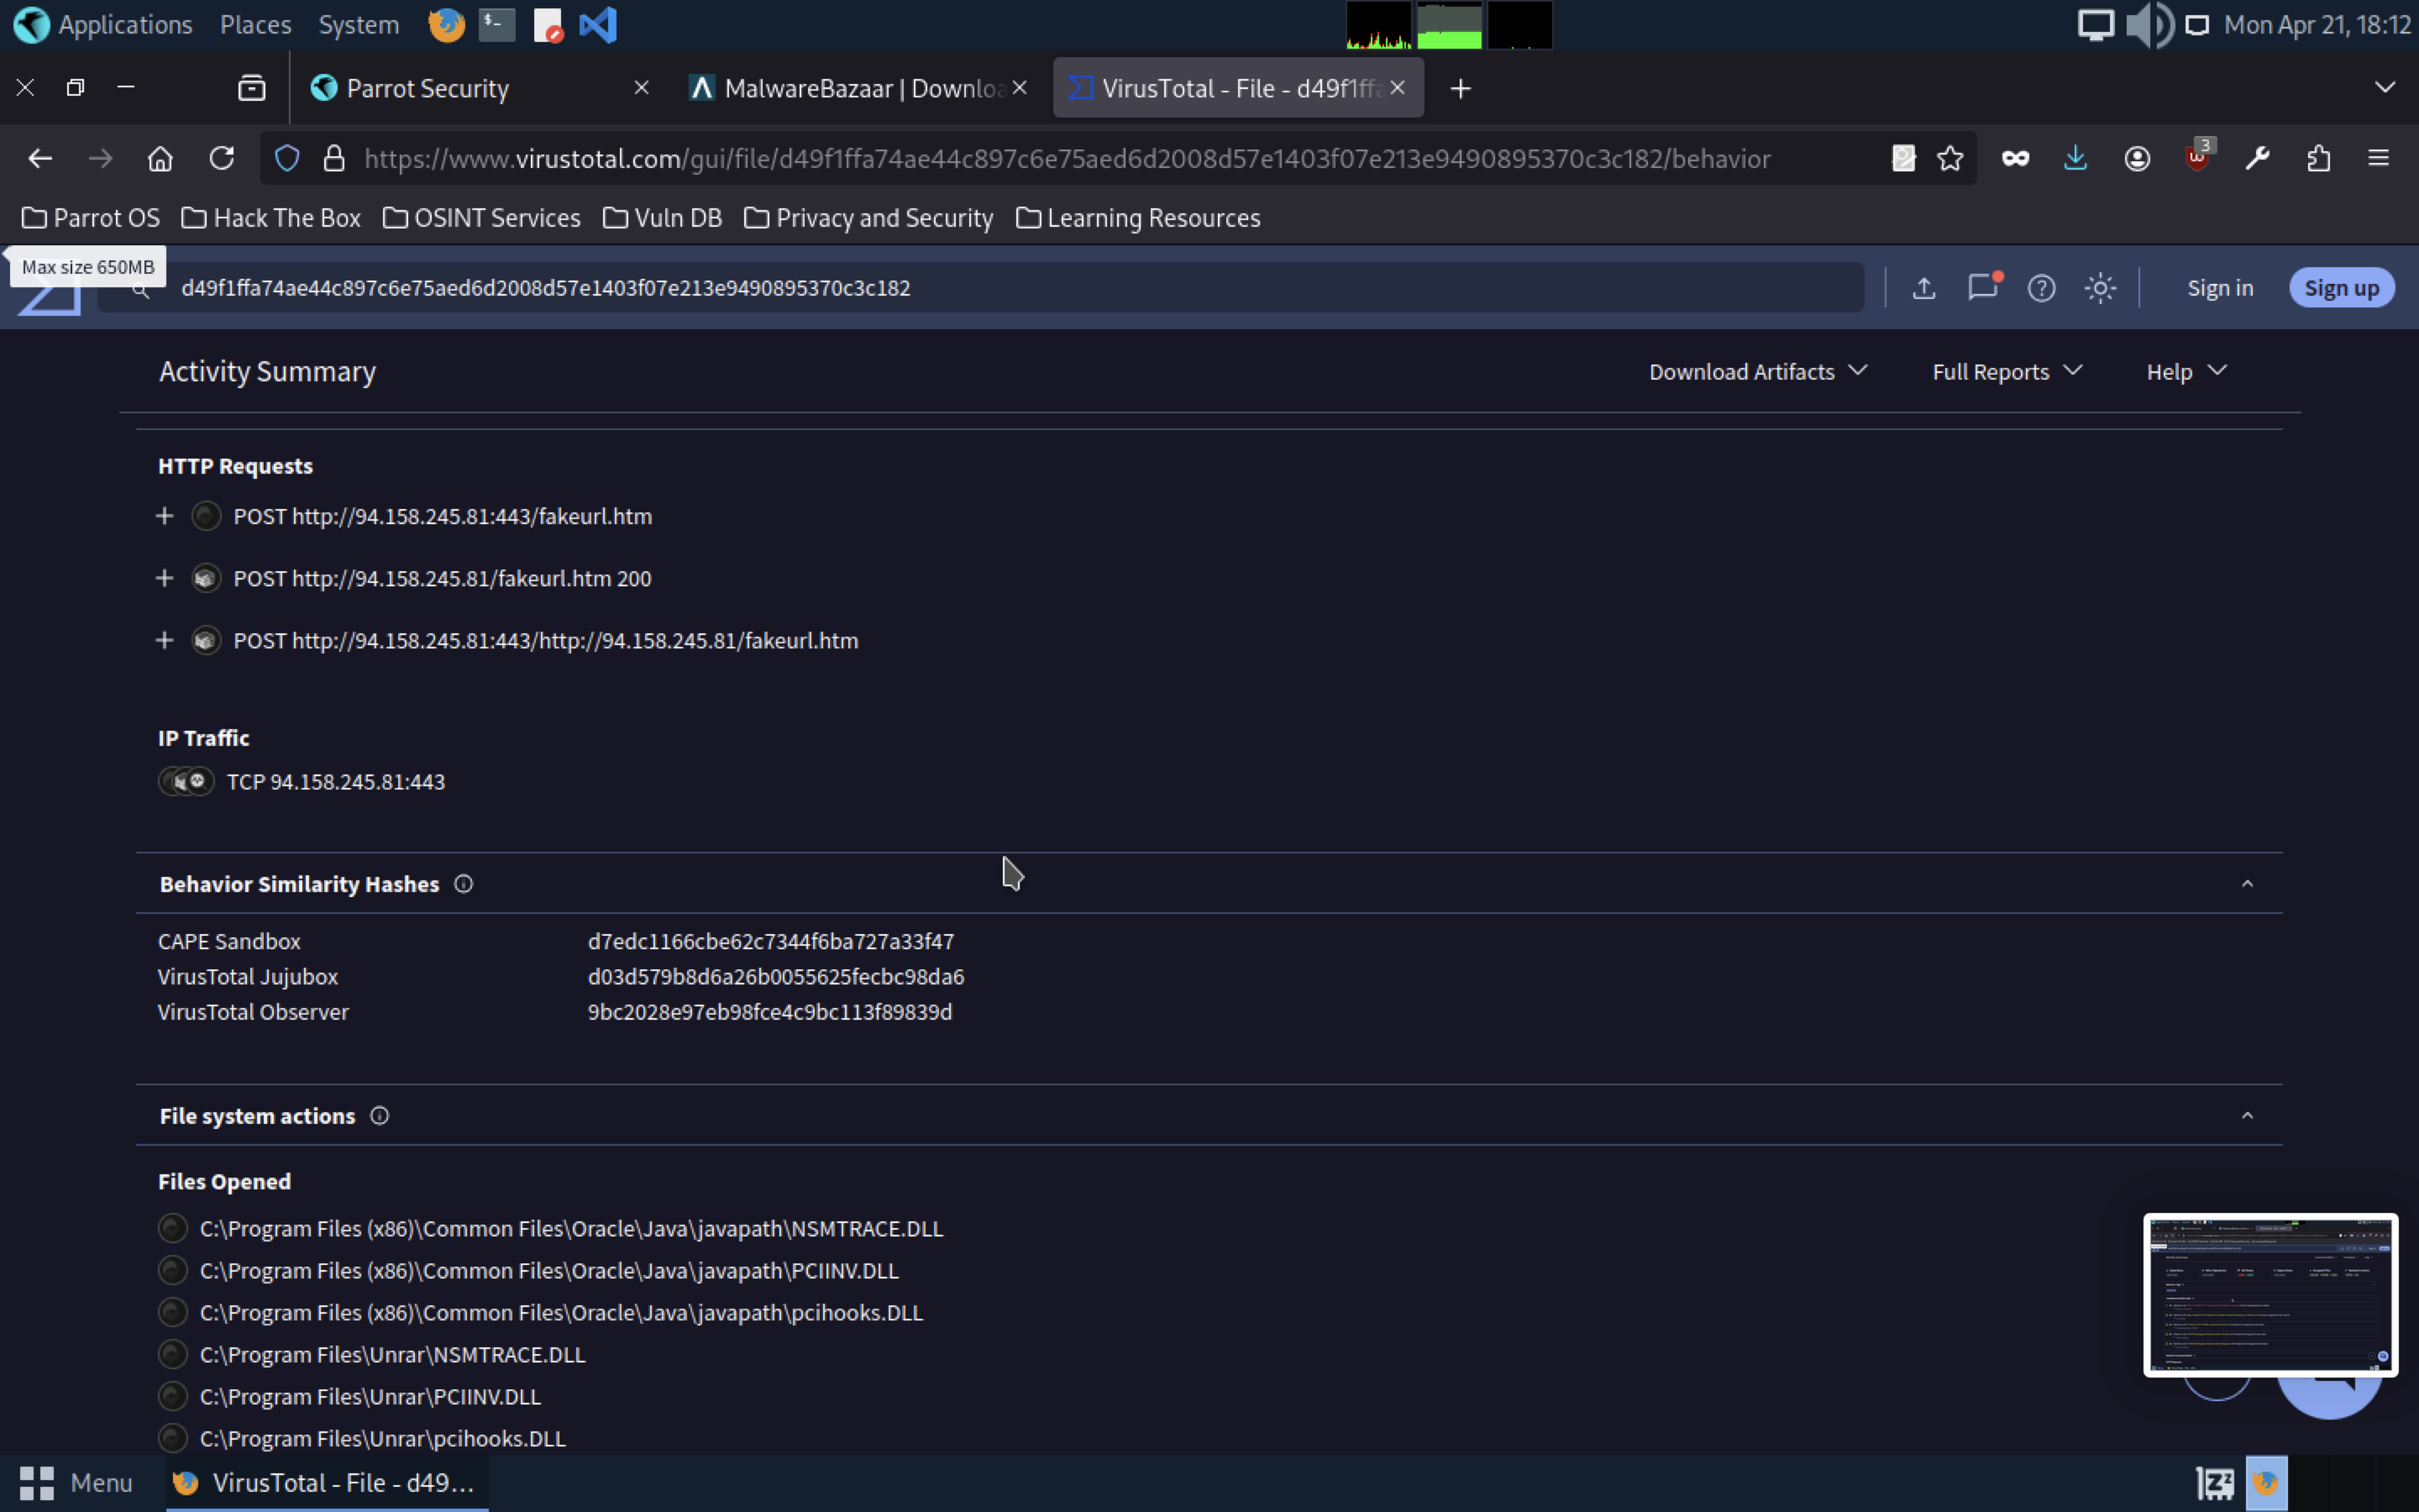 Applications Places System Mon Apr 21, 18:12
Parrot Security MalwareBazaar | Downloa VirusTotal - File - d49f1ffa
https://www.virustotal.com/gui/file/d49f1ffa74ae44c897c6e75aed6d2008d57e1403f07e213e9490895370c3c182/behavior 3
Parrot OS Hack The Box OSINT Services Vuln DB Privacy and Security Learning Resources
Max size 650MB
d49f1ffa74ae44c897c6e75aed6d2008d57e1403f07e213e9490895370c3c182 Sign in Sign up
Activity Summary Download Artifacts Full Reports Help
HTTP Requests
POST http://94.158.245.81:443/fakeurl.htm
POST http://94.158.245.81/fakeurl.htm 200
POST http://94.158.245.81:443/http://94.158.245.81/fakeurl.htm
IP Traffic
TCP 94.158.245.81:443
Behavior Similarity Hashes
CAPE Sandbox d7edc1166cbe62c7344f6ba727a33f47
VirusTotal Jujubox d03d579b8d6a26b0055625fecbc98da6
VirusTotal Observer 9bc2028e97eb98fce4c9bc113f89839d
File system actions
Files Opened
C:\Program Files (x86)\Common Files\Oracle\Java\javapath\NSMTRACE.DLL
C:\Program Files (x86)\Common Files\Oracle\Java\javapath\PCIINV.DLL
C:\Program Files (x86)\Common Files\Oracle\Java\javapath\pcihooks.DLL
C:\Program Files\Unrar\NSMTRACE.DLL
C:\Program Files\Unrar\PCIINV.DLL
C:\Program Files\Unrar\pcihooks.DLL
Menu VirusTotal - File - d49...